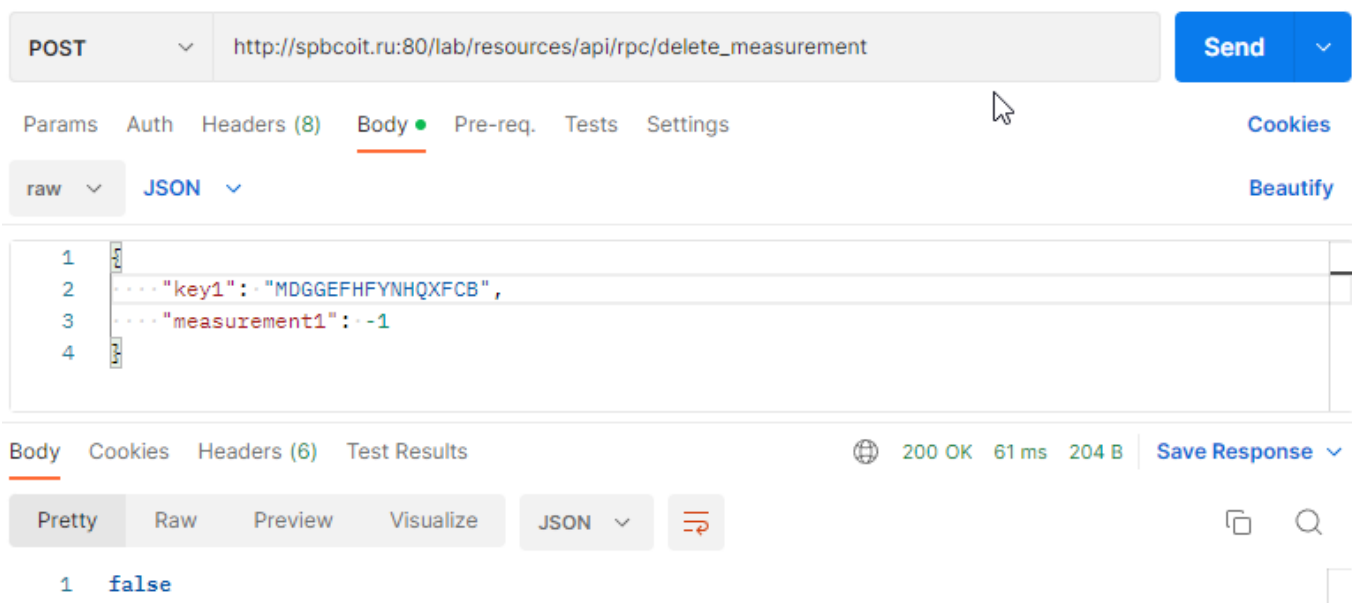 POST http://spbcoit.ru:80/lab/resources/api/rpc/delete_measurement Send
Params Auth Headers (8) Body Pre-req. Tests Settings Cookies
raw JSON Beautify
1 {
2 "key1": "MDGGEFHFYNHQXFCB",
3 "measurement1": -1
4 }
Body Cookies Headers (6) Test Results 200 OK 61 ms 204 B Save Response
Pretty Raw Preview Visualize JSON
1 false